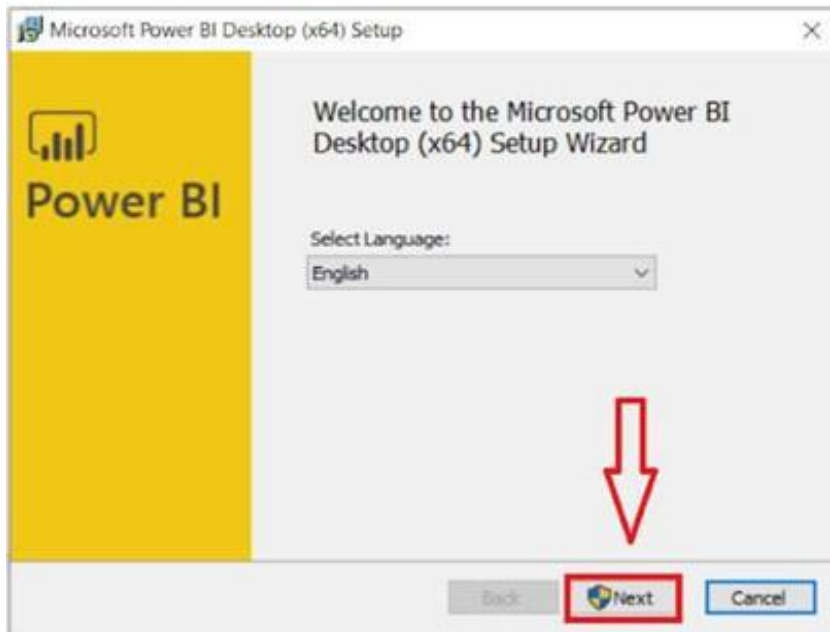 Microsoft Power BI Desktop (x64) Setup
Power BI
Welcome to the Microsoft Power BI
Desktop (x64) Setup Wizard
Select Language:
English
Back
Next
Cancel